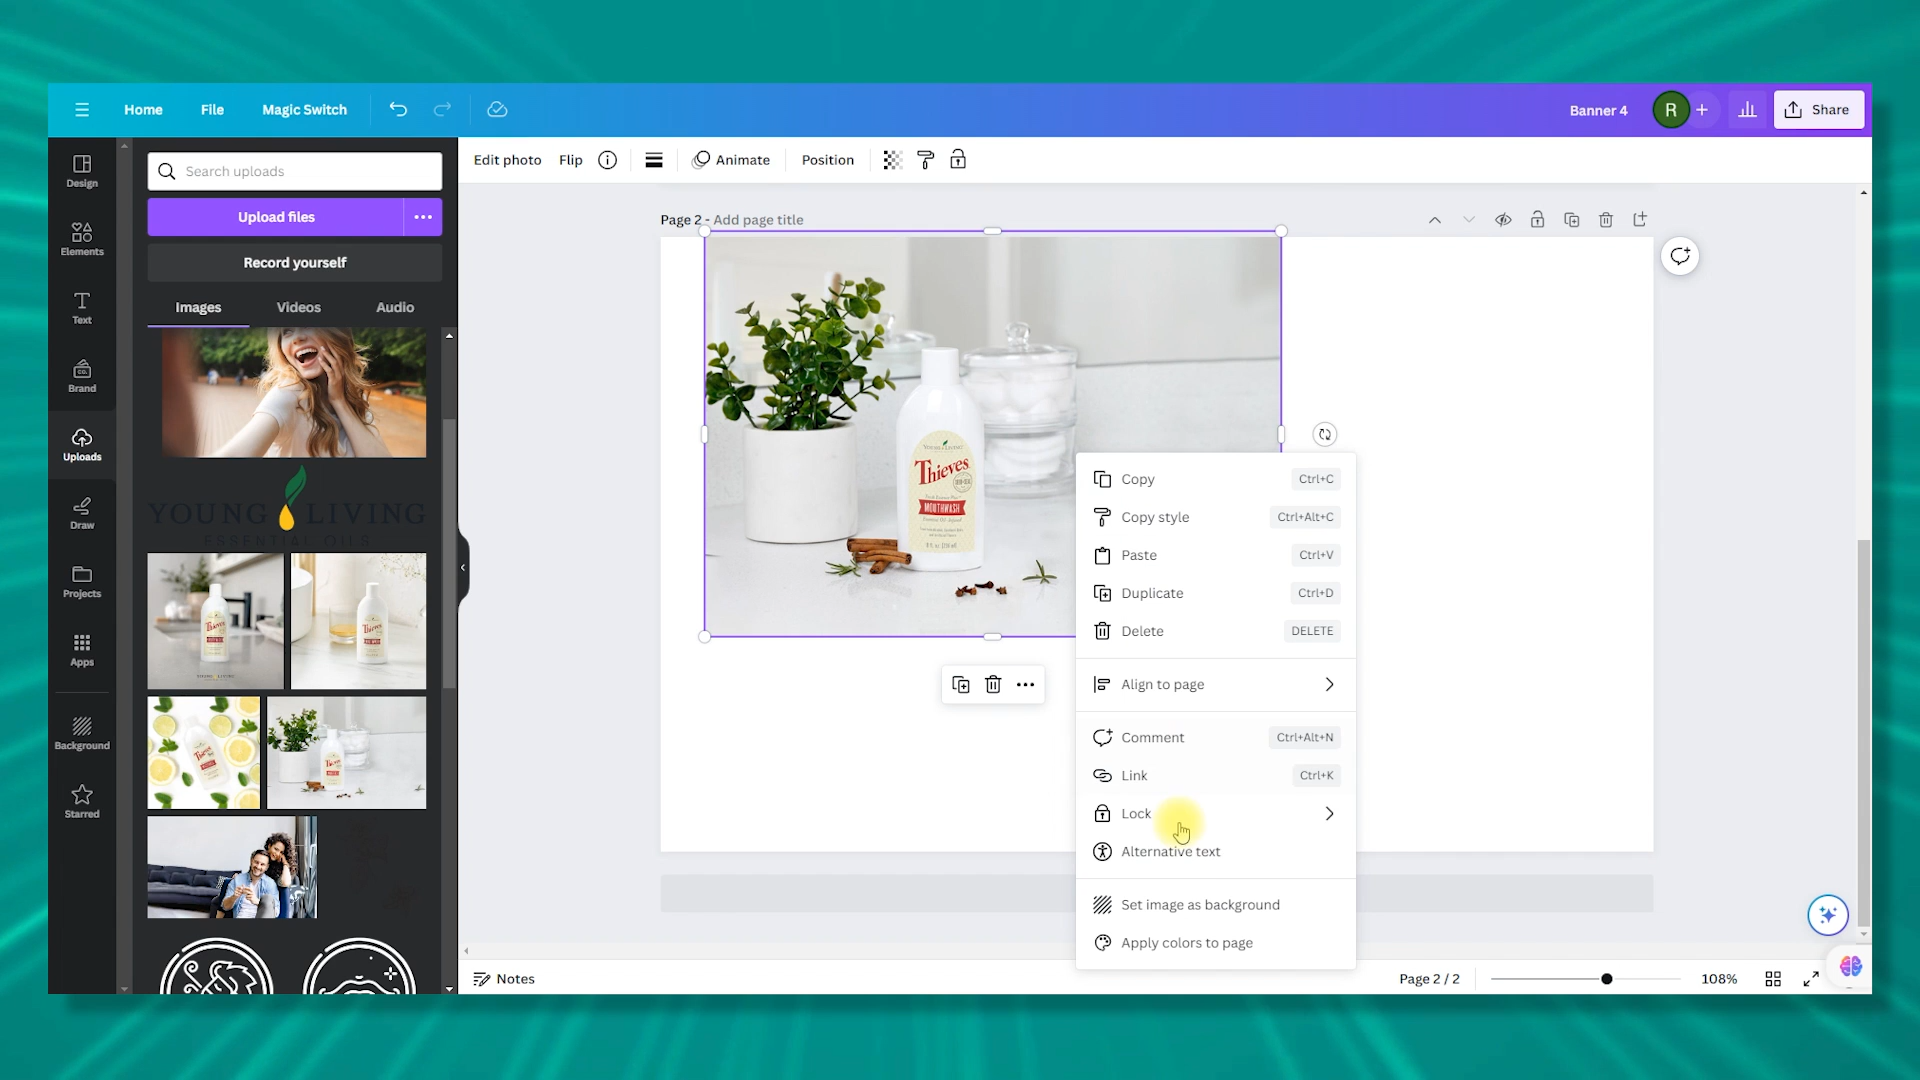 Home File Magic Switch Banner 4 R Share
Design
Elements
Text
Brand
Uploads
Draw
Projects
Apps
Background
Starred
Search uploads
Upload files
Record yourself
Images Videos Audio
YOUNG LIVING
ESSENTIAL OILS
Edit photo Flip Animate Position
Page 2 - Add page title
YOUNG LIVING
Thieves
MOUTHWASH
Copy Ctrl+C
Copy style Ctrl+Alt+C
Paste Ctrl+V
Duplicate Ctrl+D
Delete DELETE
Align to page
Comment Ctrl+Alt+N
Link Ctrl+K
Lock
Alternative text
Set image as background
Apply colors to page
Notes Page 2 / 2 108%